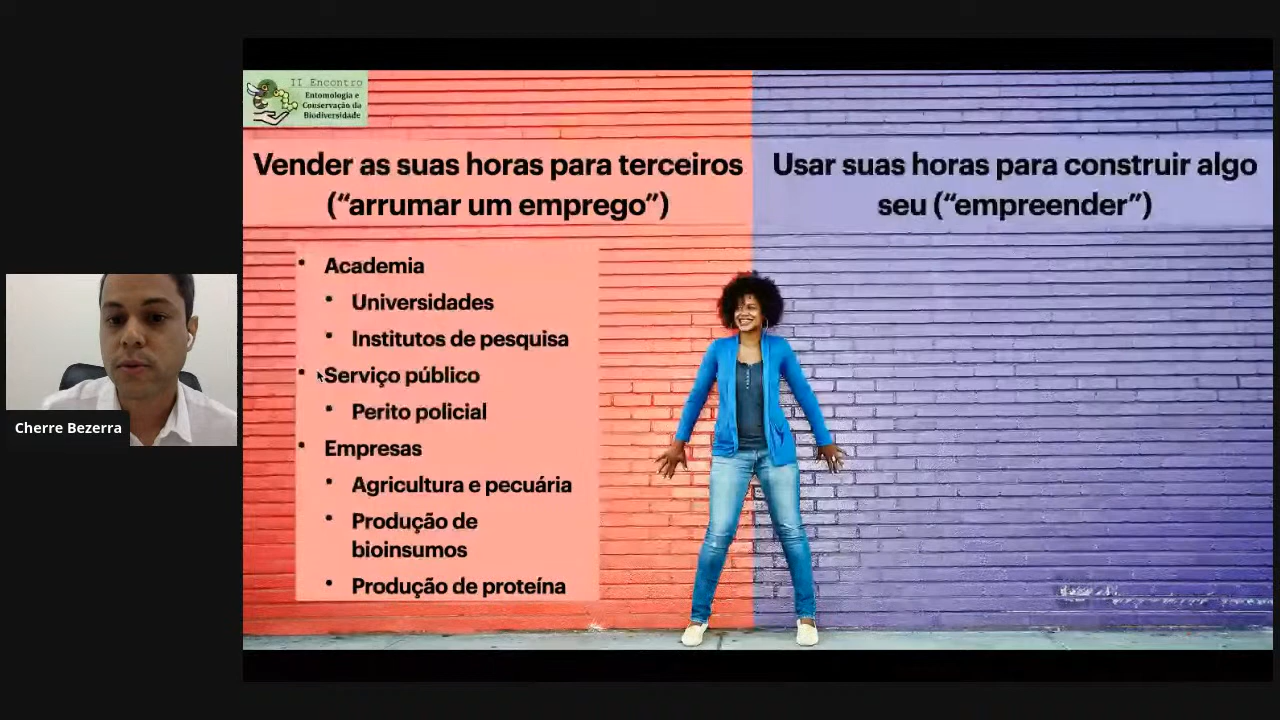 II Encontro
Entomologia e
Conservação da
Biodiversidade
Vender as suas horas para terceiros
(“arrumar um emprego”)
Usar suas horas para construir algo
seu (“empreender”)
• Academia
• Universidades
• Institutos de pesquisa
• Serviço público
• Perito policial
• Empresas
• Agricultura e pecuária
• Produção de
bioinsumos
• Produção de proteína
Cherre Bezerra